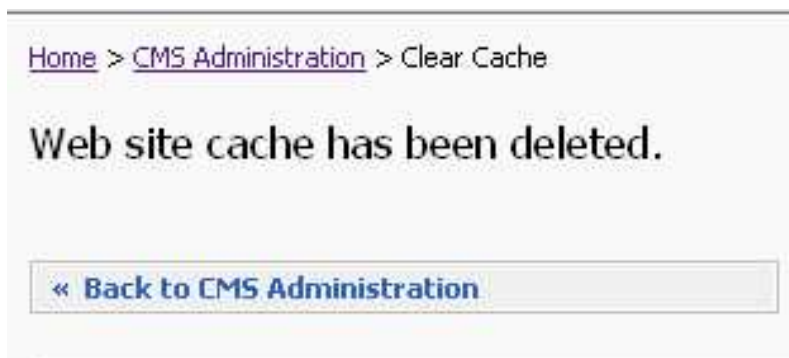 Home > CMS Administration > Clear Cache
Web site cache has been deleted.
« Back to CMS Administration